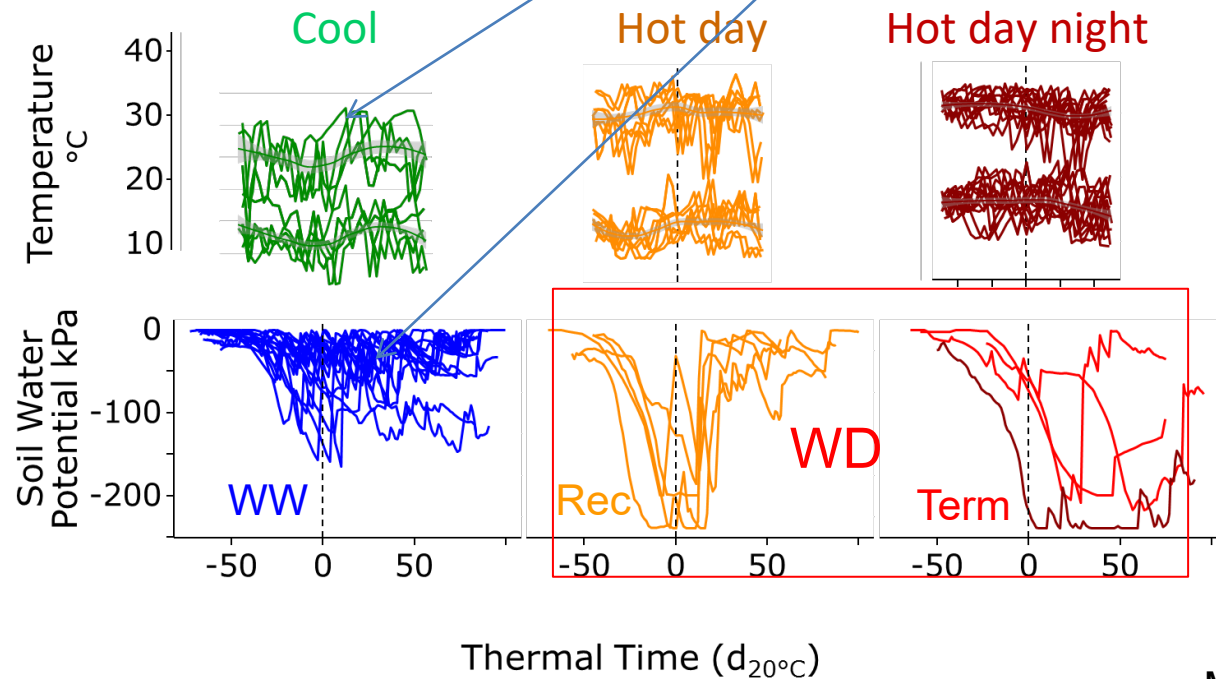 Cool
Hot day
Hot day night
Temperature
°C
40
30
20
10
Soil Water
Potential kPa
0
-100
-200
WW
Rec
WD
Term
-50 0 50
-50 0 50
-50 0 50
Thermal Time (d20°C)